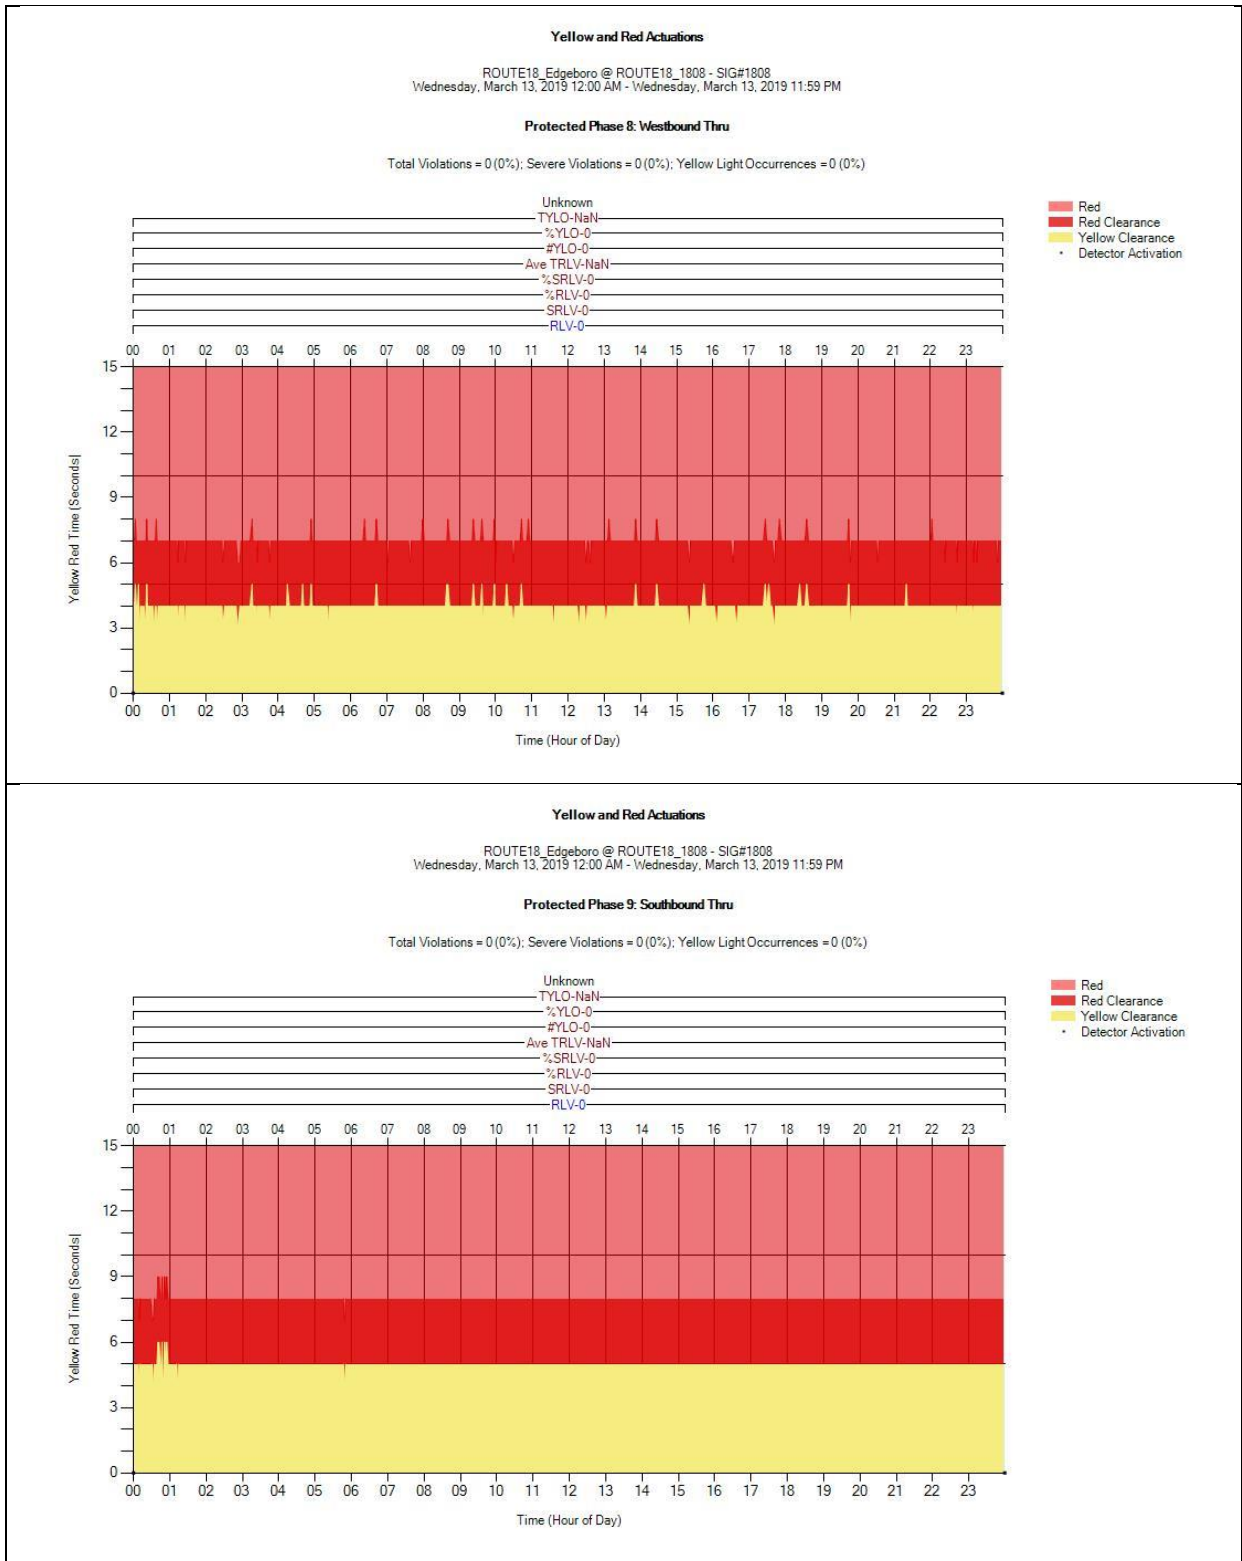 Yellow and Red Actuations
ROUTE18_Edgeboro @ ROUTE18_1808 - SIG#1808
Wednesday, March 13, 2019 12:00 AM - Wednesday, March 13, 2019 11:59 PM
Protected Phase 8: Westbound Thru
Total Violations = 0 (0%); Severe Violations = 0 (0%); Yellow Light Occurrences = 0 (0%)
Unknown
TYLO-NaN
%YLO-0
#YLO-0
Ave TRLV-NaN
%SRLV-0
%RLV-0
SRLV-0
RLV-0
Red
Red Clearance
Yellow Clearance
Detector Activation
00 01 02 03 04 05 06 07 08 09 10 11 12 13 14 15 16 17 18 19 20 21 22 23
15
12
9
6
3
0
Yellow Red Time (Seconds)
00 01 02 03 04 05 06 07 08 09 10 11 12 13 14 15 16 17 18 19 20 21 22 23
Time (Hour of Day)
Yellow and Red Actuations
ROUTE18_Edgeboro @ ROUTE18_1808 - SIG#1808
Wednesday, March 13, 2019 12:00 AM - Wednesday, March 13, 2019 11:59 PM
Protected Phase 9: Southbound Thru
Total Violations = 0 (0%); Severe Violations = 0 (0%); Yellow Light Occurrences = 0 (0%)
Unknown
TYLO-NaN
%YLO-0
#YLO-0
Ave TRLV-NaN
%SRLV-0
%RLV-0
SRLV-0
RLV-0
Red
Red Clearance
Yellow Clearance
Detector Activation
00 01 02 03 04 05 06 07 08 09 10 11 12 13 14 15 16 17 18 19 20 21 22 23
15
12
9
6
3
0
Yellow Red Time (Seconds)
00 01 02 03 04 05 06 07 08 09 10 11 12 13 14 15 16 17 18 19 20 21 22 23
Time (Hour of Day)